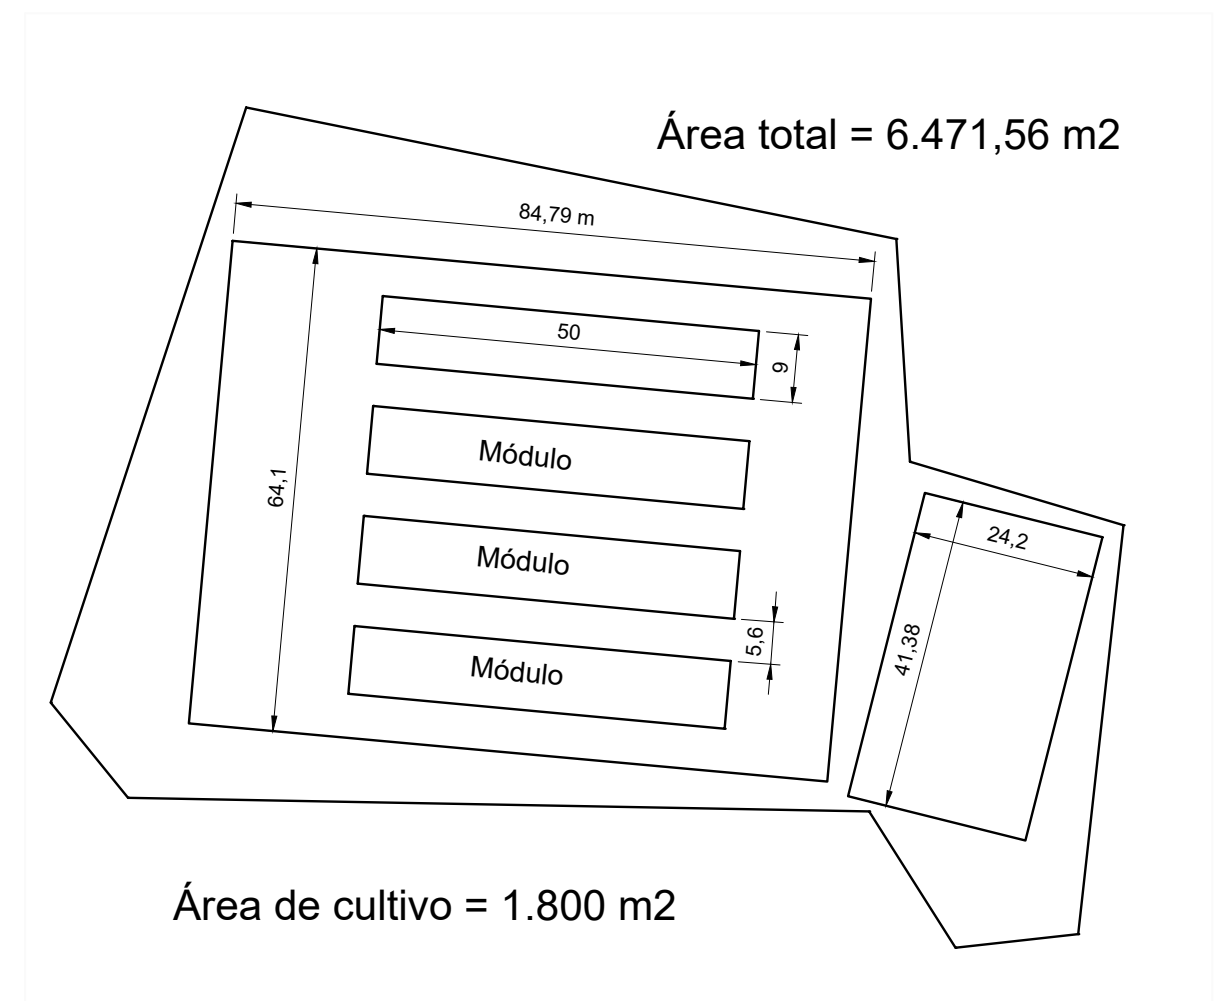 Área total = 6.471,56 m2
84,79 m
50
9
Módulo
64,1
24,2
Módulo
5,6
41,38
Módulo
Área de cultivo = 1.800 m2